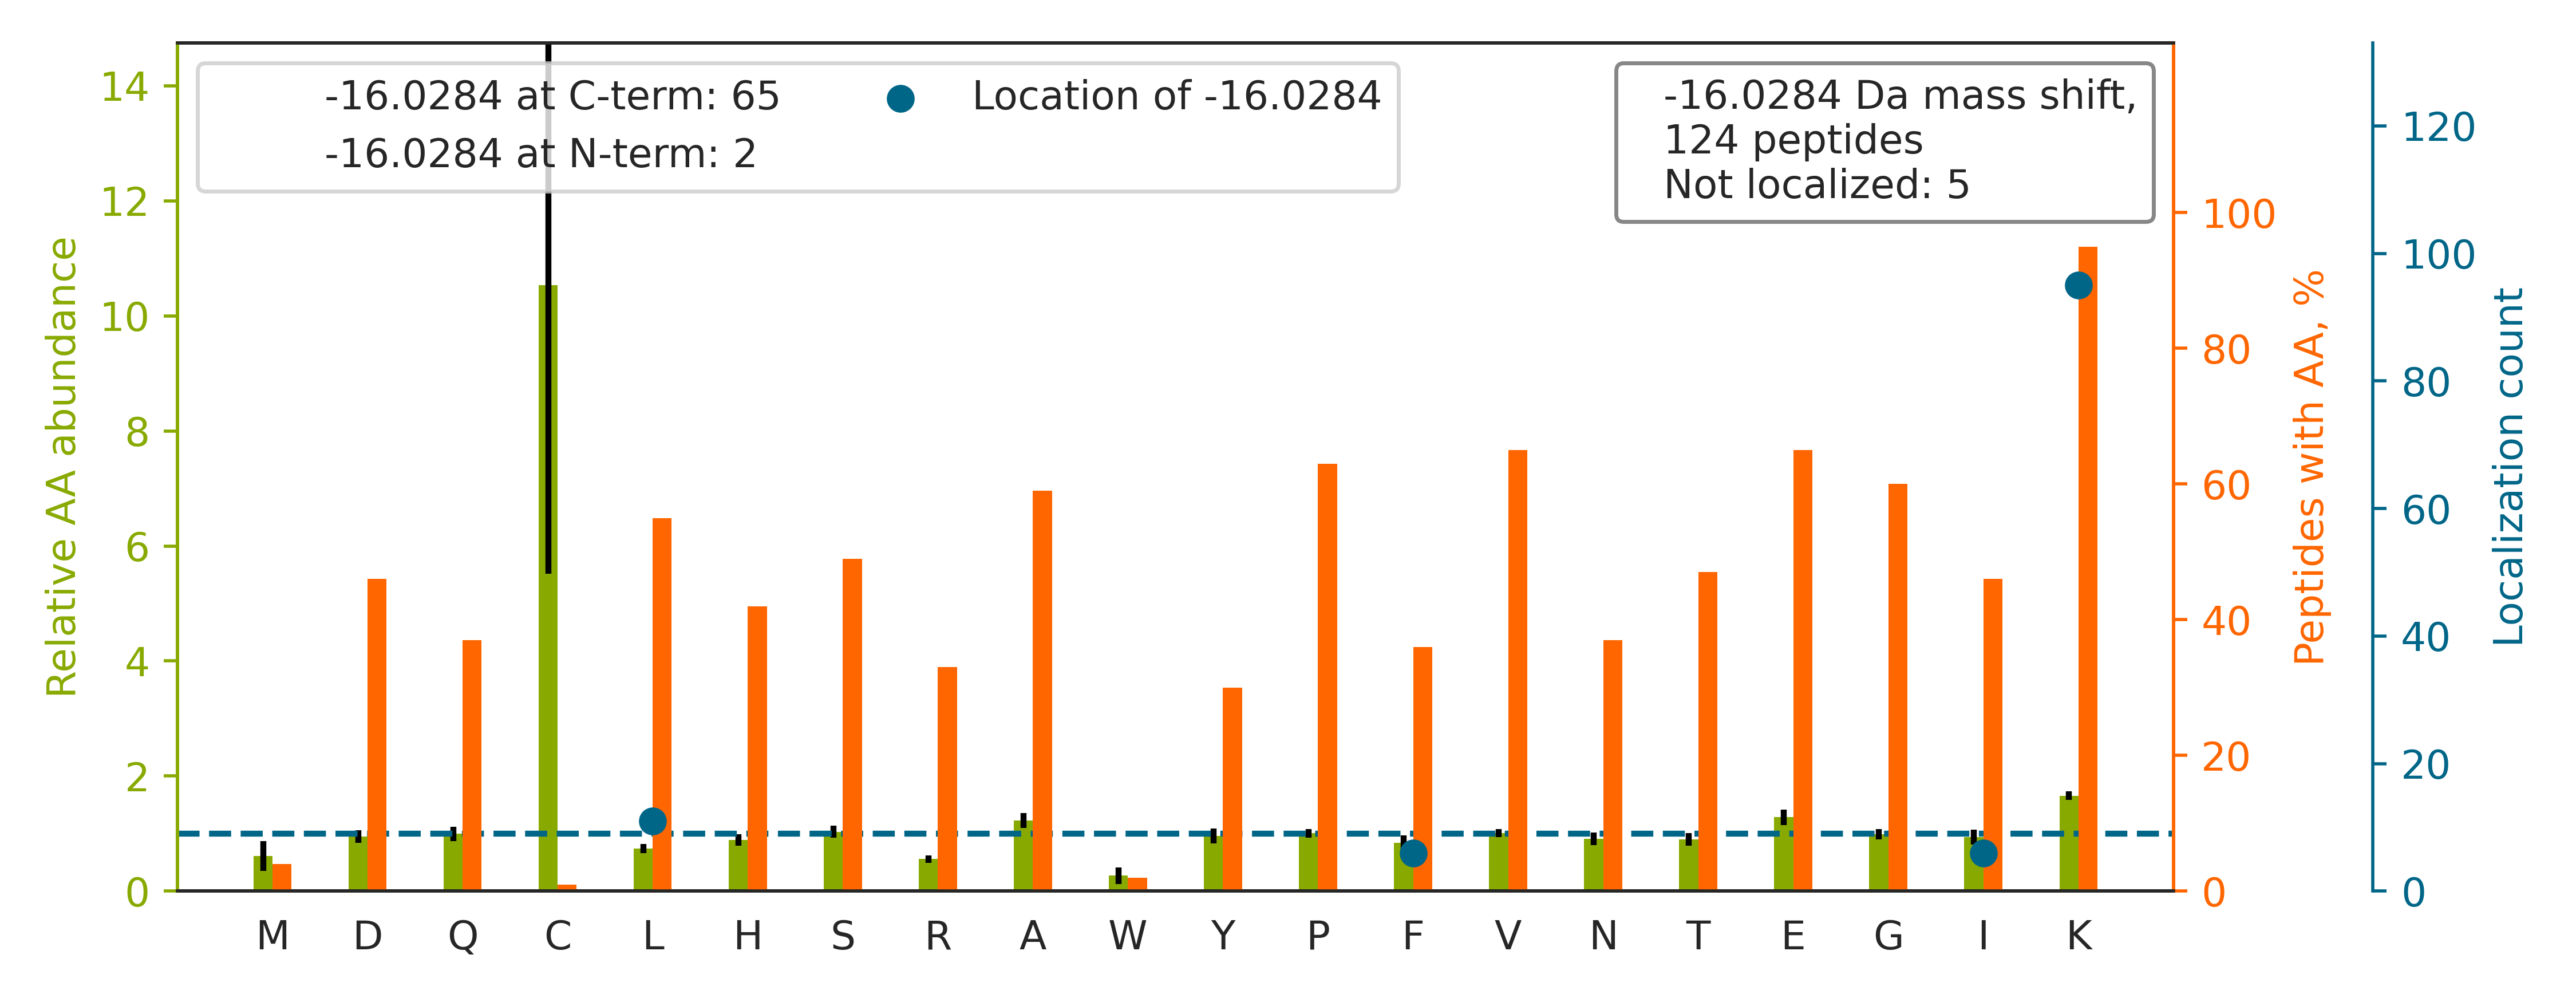 -16.0284 at C-term: 65
-16.0284 at N-term: 2
Location of -16.0284
-16.0284 Da mass shift,
124 peptides
Not localized: 5
Relative AA abundance
14
12
10
8
6
4
2
0
M D Q C L H S R A W Y P F V N T E G I K
100
80
60
40
20
0
Peptides with AA, %
120
100
80
60
40
20
0
Localization count